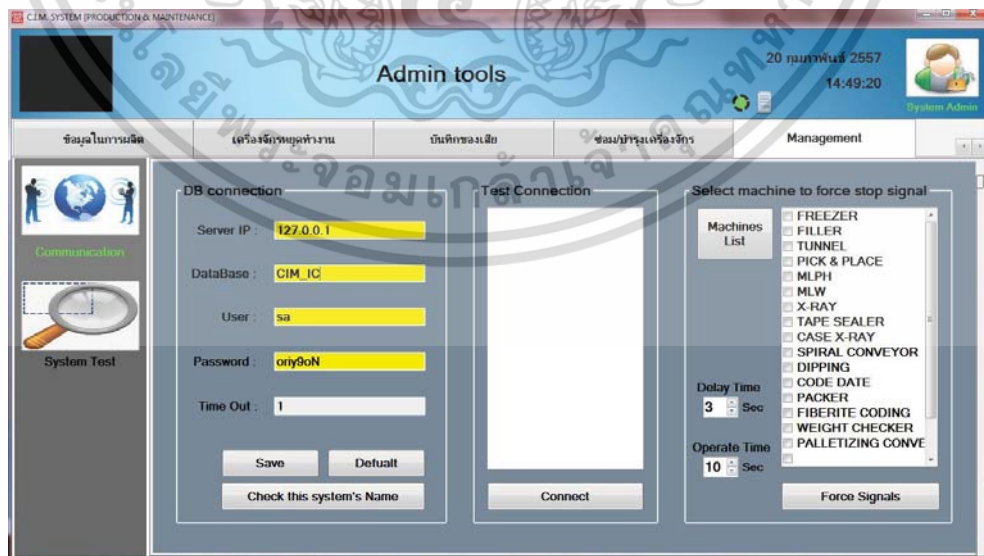 C.I.M. SYSTEM [PRODUCTION & MAINTENANCE]
Admin tools
20 กุมภาพันธ์ 2557
14:49:20
System Admin
ข้อมูลในการผลิต
เครื่องจักรหยุดทำงาน
บันทึกของเสีย
ซ่อม/บำรุงเครื่องจักร
Management
Communication
System Test
DB connection
Server IP : 127.0.0.1
DataBase : CIM_IC
User : sa
Password : oriy9oN
Time Out : 1
Save
Defualt
Check this system's Name
Test Connection
Connect
Select machine to force stop signal
Machines
List
FREEZER
FILLER
TUNNEL
PICK & PLACE
MLPH
MLW
X-RAY
TAPE SEALER
CASE X-RAY
SPIRAL CONVEYOR
DIPPING
CODE DATE
PACKER
FIBERITE CODING
WEIGHT CHECKER
PALLETIZING CONVE
Delay Time
3 Sec
Operate Time
10 Sec
Force Signals